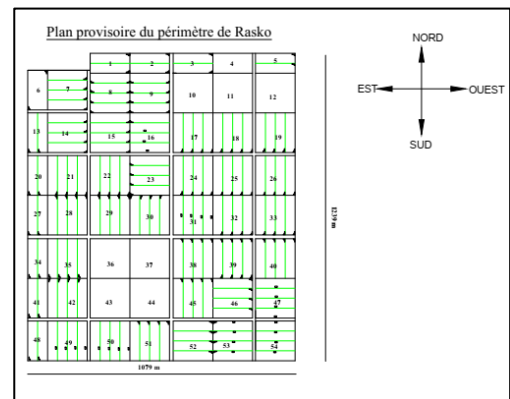 Plan provisoire du périmètre de Rasko
NORD
EST
OUEST
SUD
1 2 3 4 5
6 7 8 9 10 11 12
13 14 15 16 17 18 19
20 21 22 23 24 25 26
27 28 29 30 31 32 33
34 35 36 37 38 39 40
41 42 43 44 45 46 47
48 49 50 51 52 53 54
1079 m
1239 m